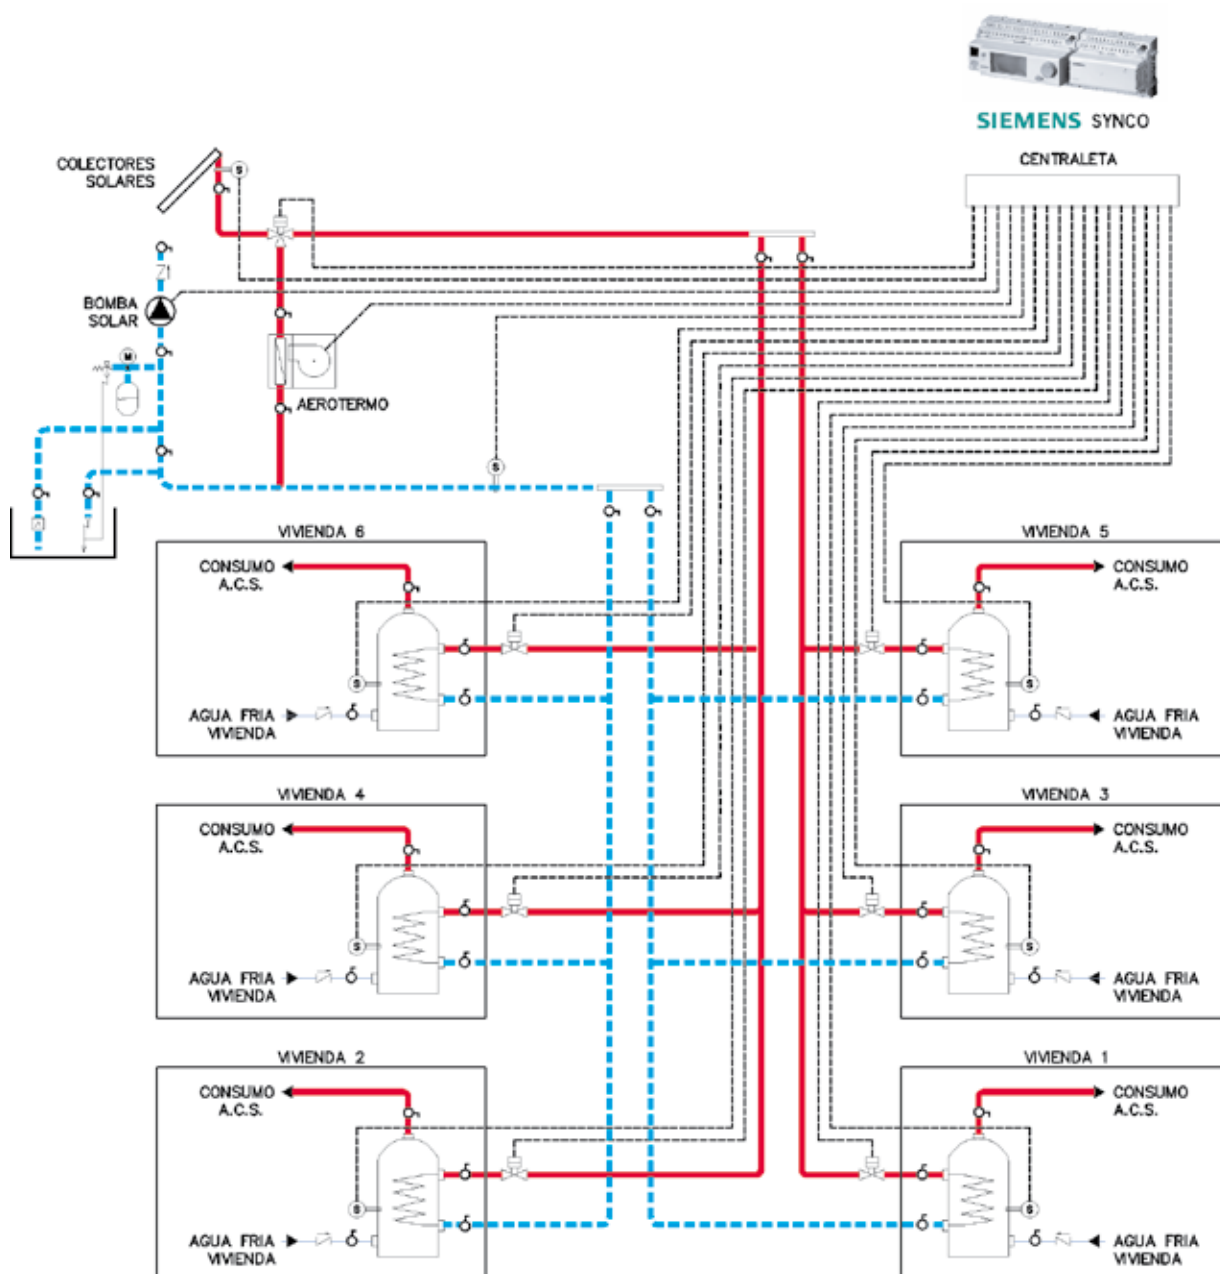 SIEMENS SYNCO
CENTRALETA
COLECTORES
SOLARES
S
BOMBA
SOLAR
M
AEROTERMO
S
VIVIENDA 6
CONSUMO
A.C.S.
S
AGUA FRIA
VIVIENDA
VIVIENDA 5
CONSUMO
A.C.S.
S
AGUA FRIA
VIVIENDA
VIVIENDA 4
CONSUMO
A.C.S.
S
AGUA FRIA
VIVIENDA
VIVIENDA 3
CONSUMO
A.C.S.
S
AGUA FRIA
VIVIENDA
VIVIENDA 2
CONSUMO
A.C.S.
S
AGUA FRIA
VIVIENDA
VIVIENDA 1
CONSUMO
A.C.S.
S
AGUA FRIA
VIVIENDA